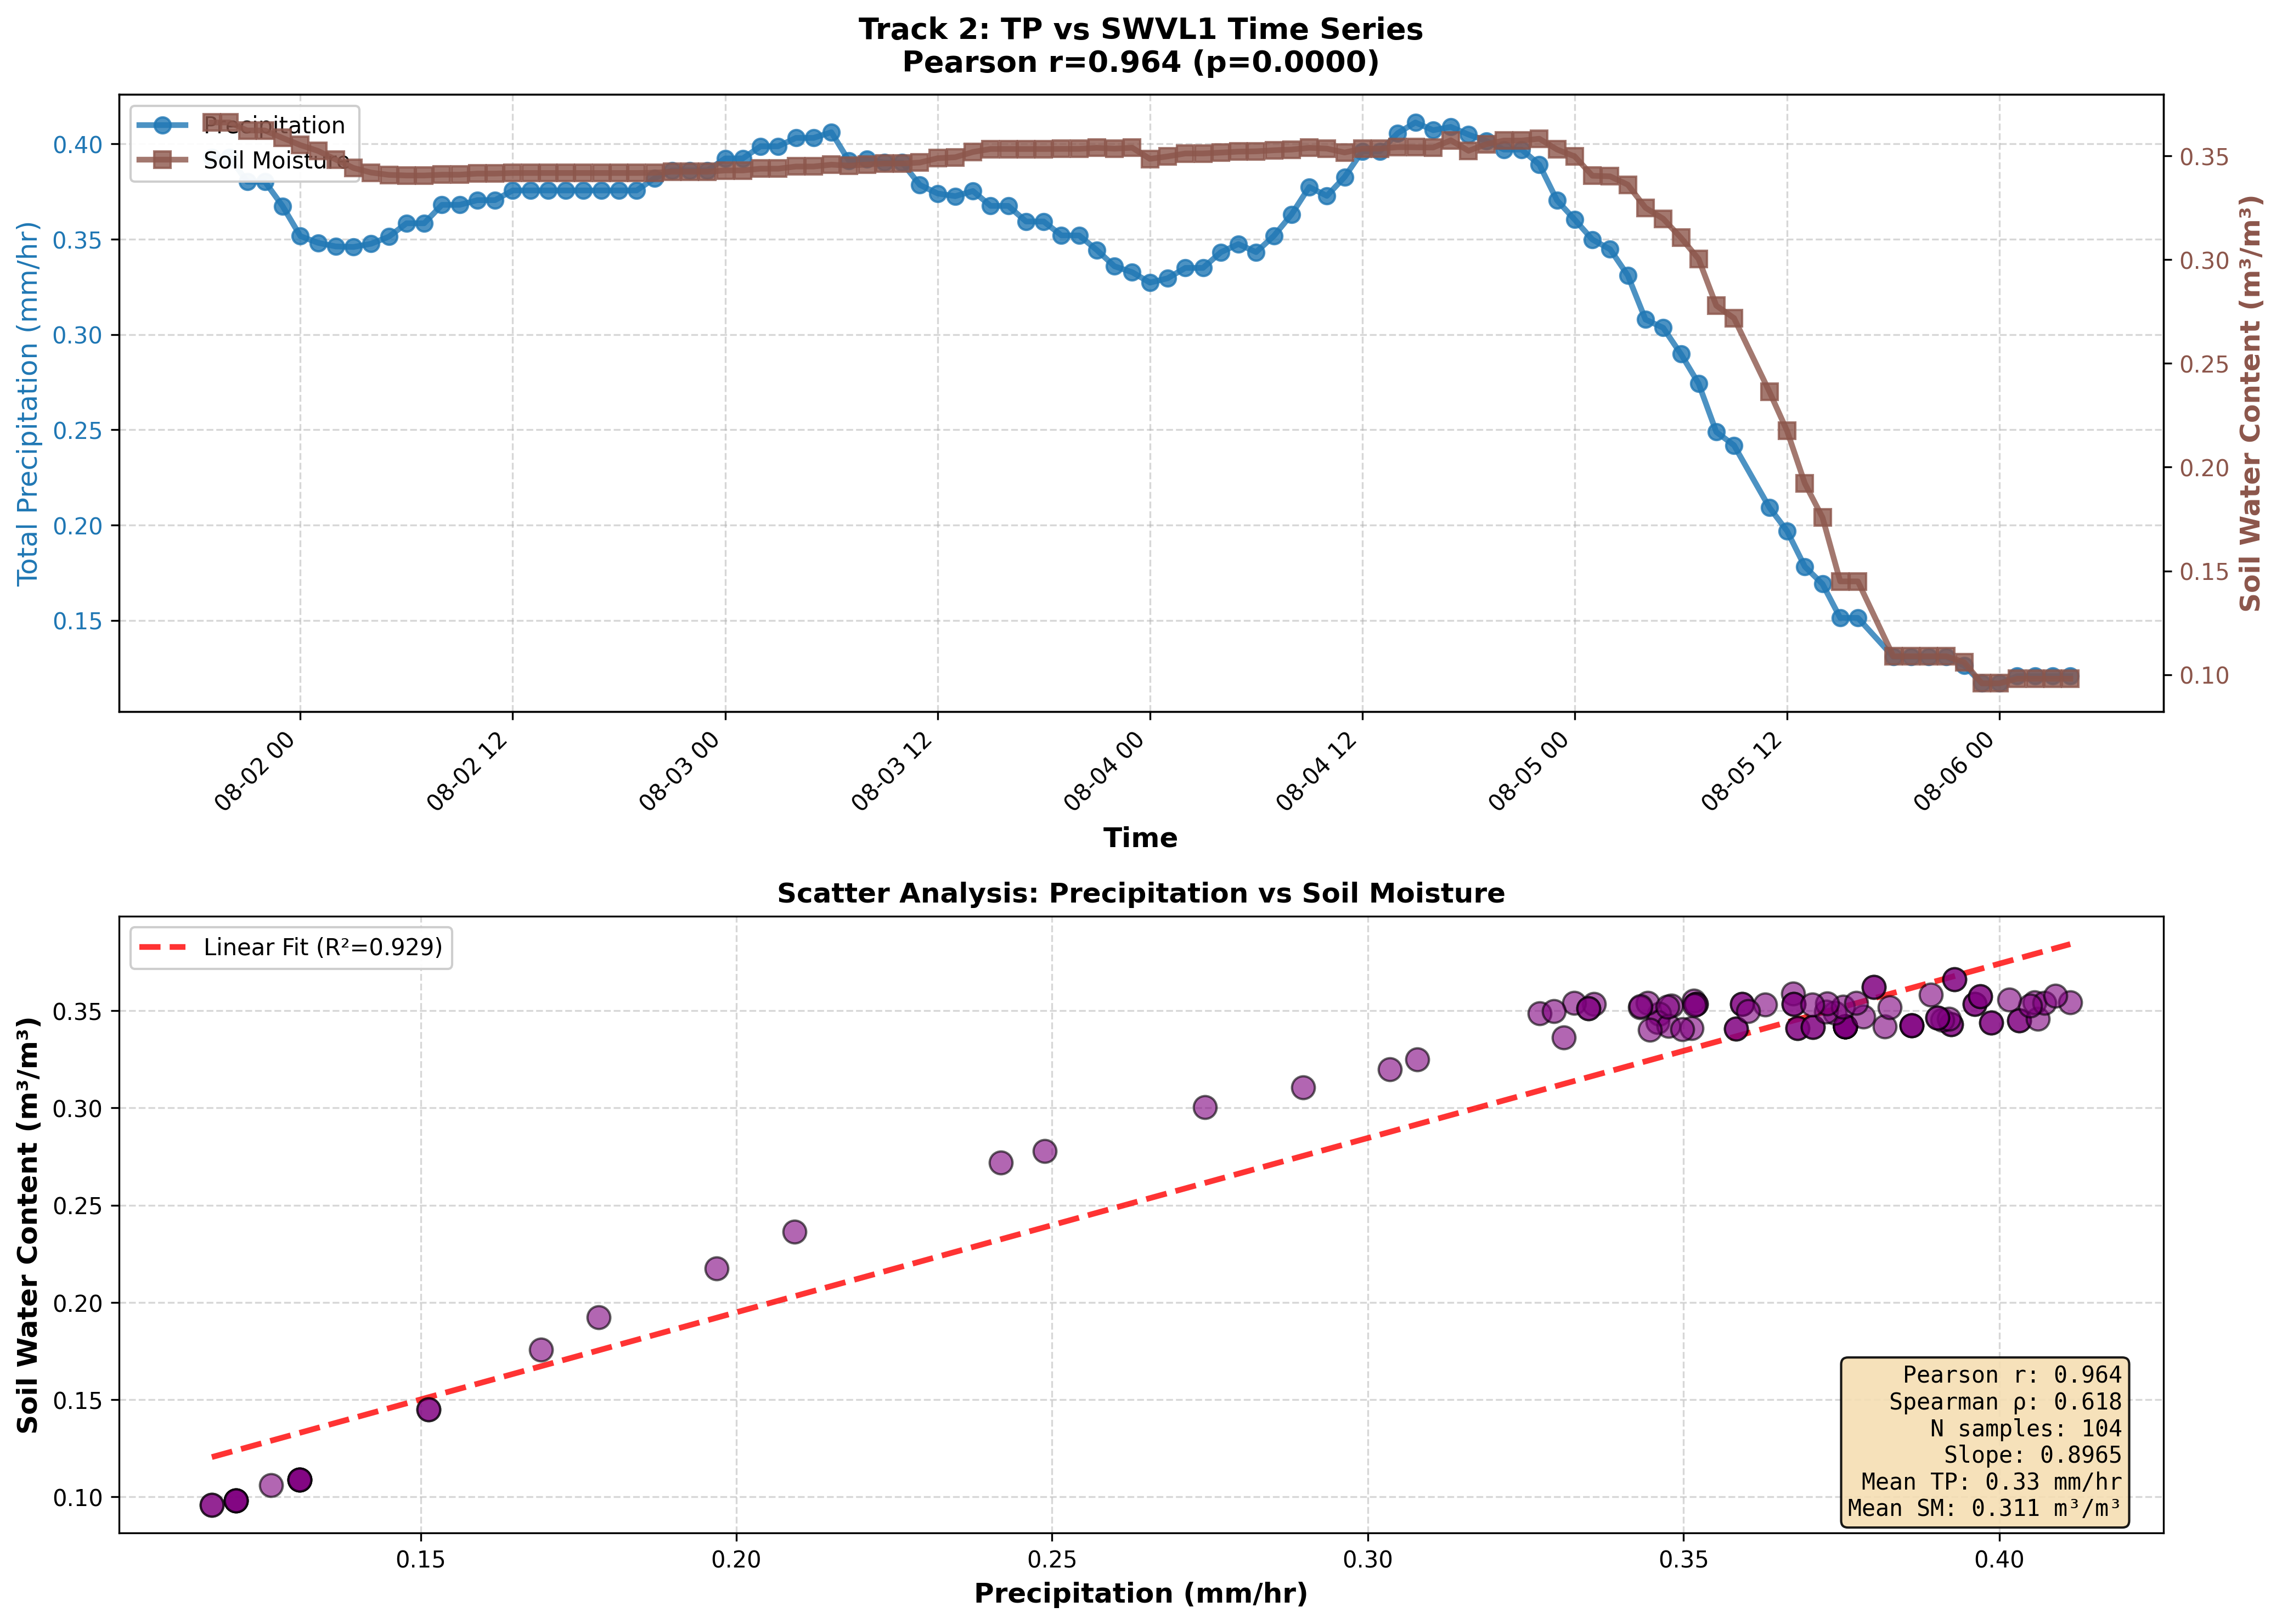 Track 2: TP vs SWVL1 Time Series
Pearson r=0.964 (p=0.0000)
Precipitation
Soil Moisture
Total Precipitation (mm/hr)
0.40
0.35
0.30
0.25
0.20
0.15
Soil Water Content (m³/m³)
0.35
0.30
0.25
0.20
0.15
0.10
08-02 00
08-02 12
08-03 00
08-03 12
08-04 00
08-04 12
08-05 00
08-05 12
08-06 00
Time
Scatter Analysis: Precipitation vs Soil Moisture
Linear Fit (R²=0.929)
Soil Water Content (m³/m³)
0.35
0.30
0.25
0.20
0.15
0.10
Pearson r: 0.964
Spearman ρ: 0.618
N samples: 104
Slope: 0.8965
Mean TP: 0.33 mm/hr
Mean SM: 0.311 m³/m³
0.15
0.20
0.25
0.30
0.35
0.40
Precipitation (mm/hr)